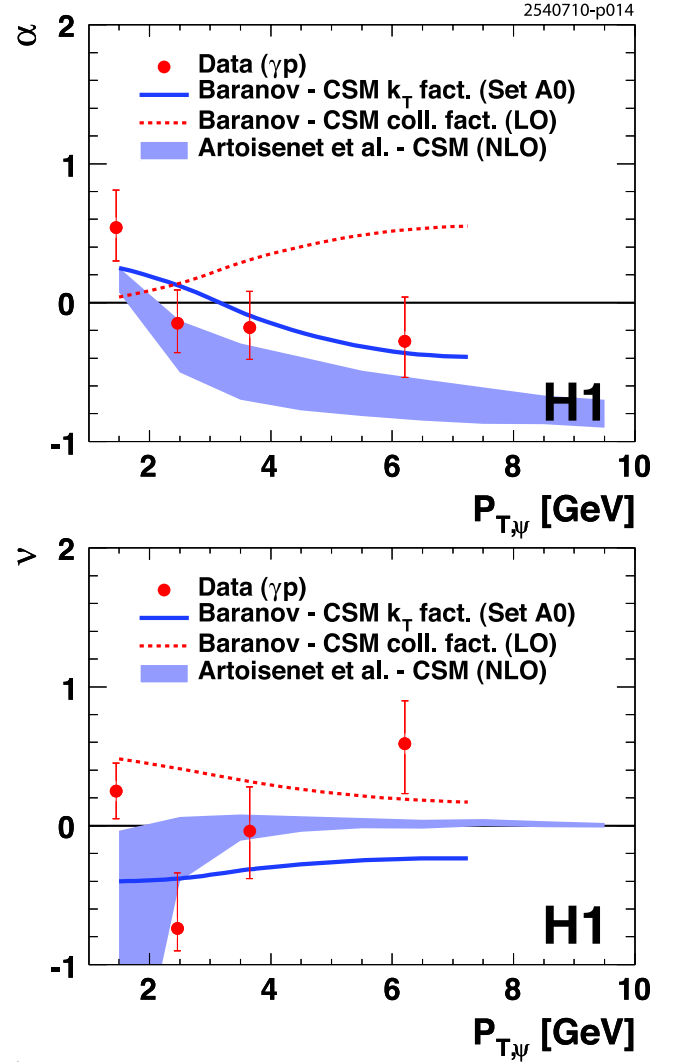 2540710-p014
α
2
Data (γp)
Baranov - CSM k_T fact. (Set A0)
Baranov - CSM coll. fact. (LO)
Artoisenet et al. - CSM (NLO)
1
0
H1
-1
2 4 6 8 10
P_T,ψ [GeV]
ν
2
Data (γp)
Baranov - CSM k_T fact. (Set A0)
Baranov - CSM coll. fact. (LO)
Artoisenet et al. - CSM (NLO)
1
0
H1
-1
2 4 6 8 10
P_T,ψ [GeV]